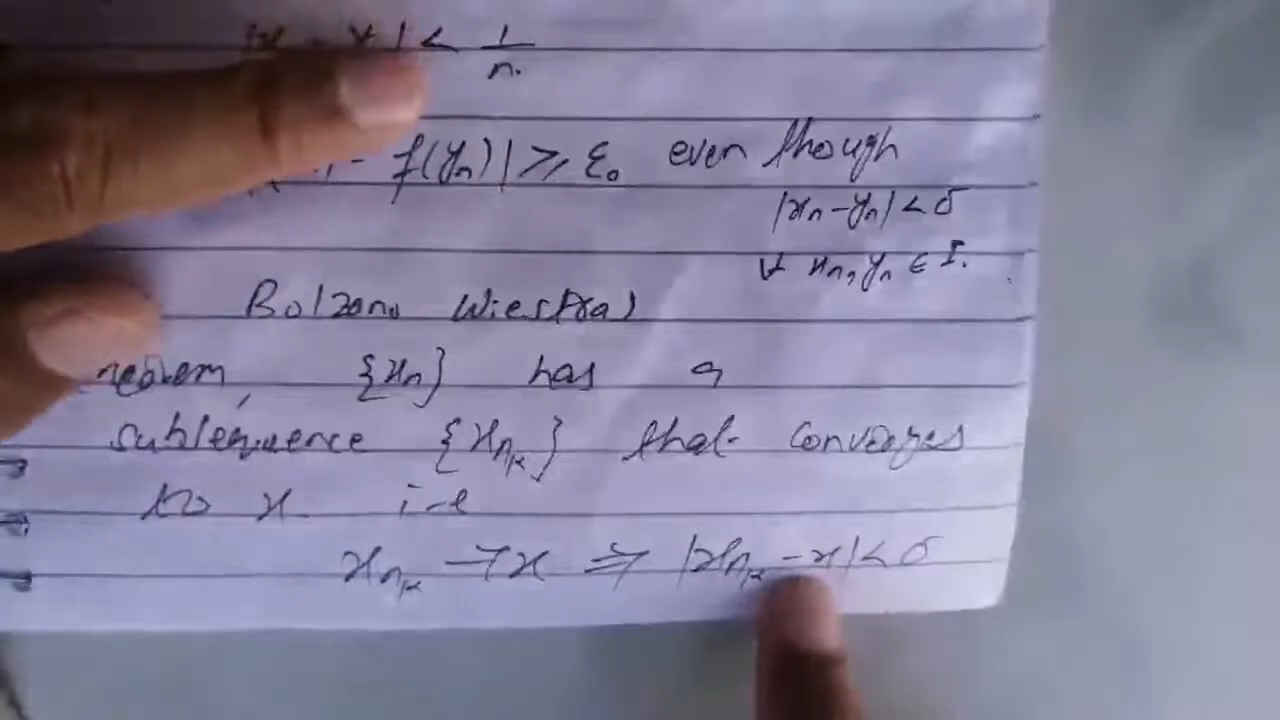 | < 1/n.
- f(yₙ)| ≥ ε₀ even though
|xₙ - yₙ| < δ
∀ xₙ, yₙ ∈ I.
Bolzano Wiestras
{xₙ} has a
subsequence {xₙₖ} that converges
to x i-e
xₙₖ → x ⇒ |xₙₖ - x| < δ